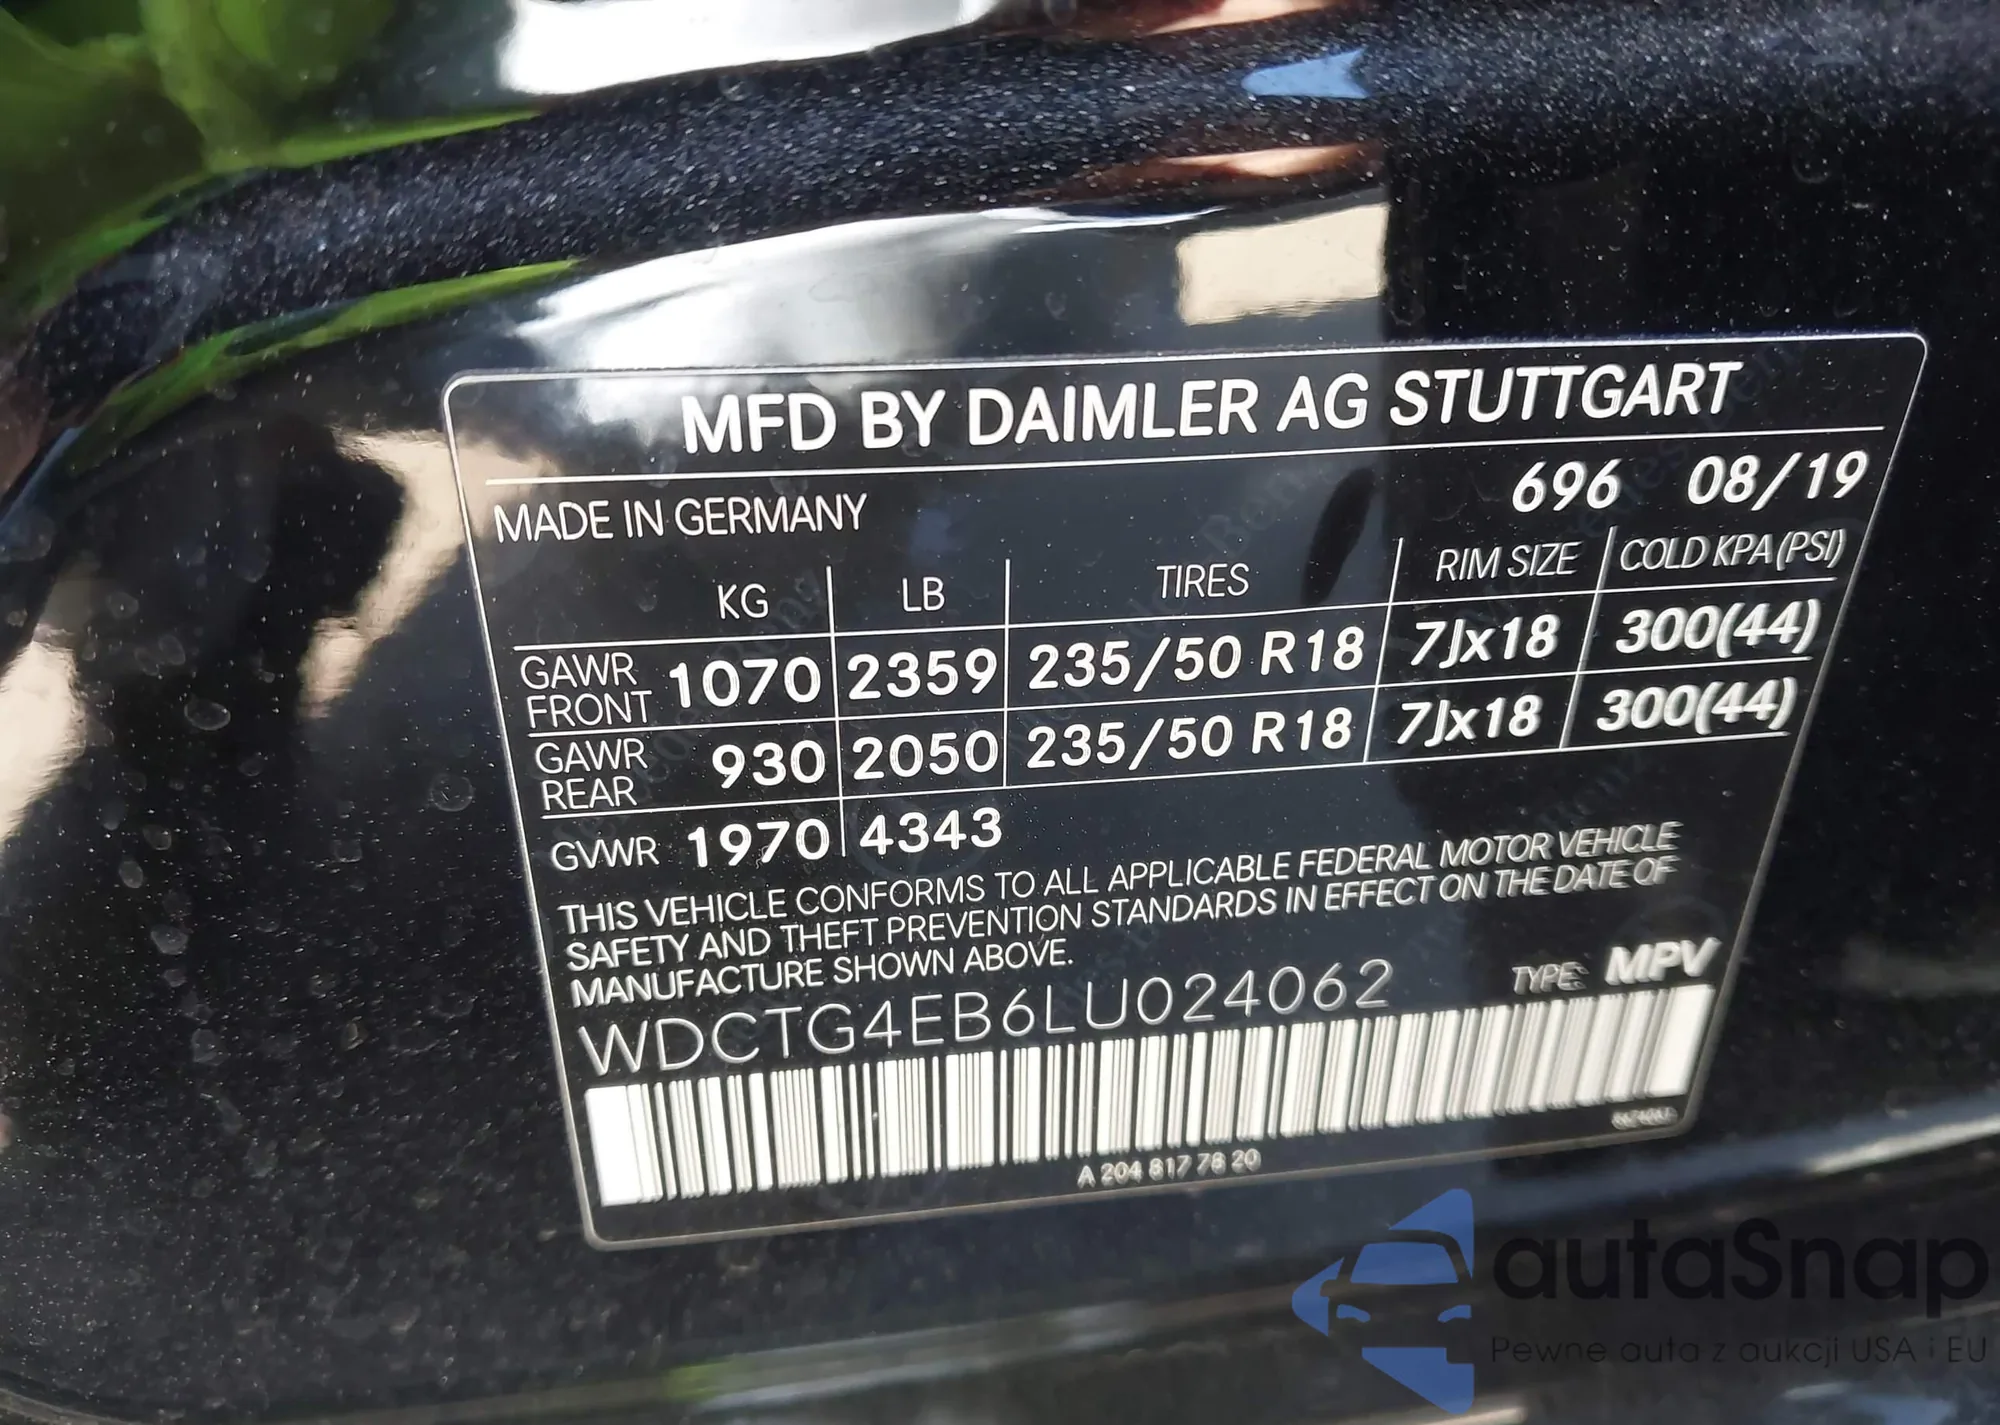 MFD BY DAIMLER AG STUTTGART
MADE IN GERMANY 696 08/19
KG LB TIRES RIM SIZE COLD KPA (PSI)
GAWR FRONT 1070 2359 235/50 R18 7Jx18 300(44)
GAWR REAR 930 2050 235/50 R18 7Jx18 300(44)
GVWR 1970 4343
THIS VEHICLE CONFORMS TO ALL APPLICABLE FEDERAL MOTOR VEHICLE
SAFETY AND THEFT PREVENTION STANDARDS IN EFFECT ON THE DATE OF
MANUFACTURE SHOWN ABOVE.
WDCTG4EB6LU024062 TYPE: MPV
A 204 817 78 20
autaSnap
Pewne auta z aukcji USA i EU